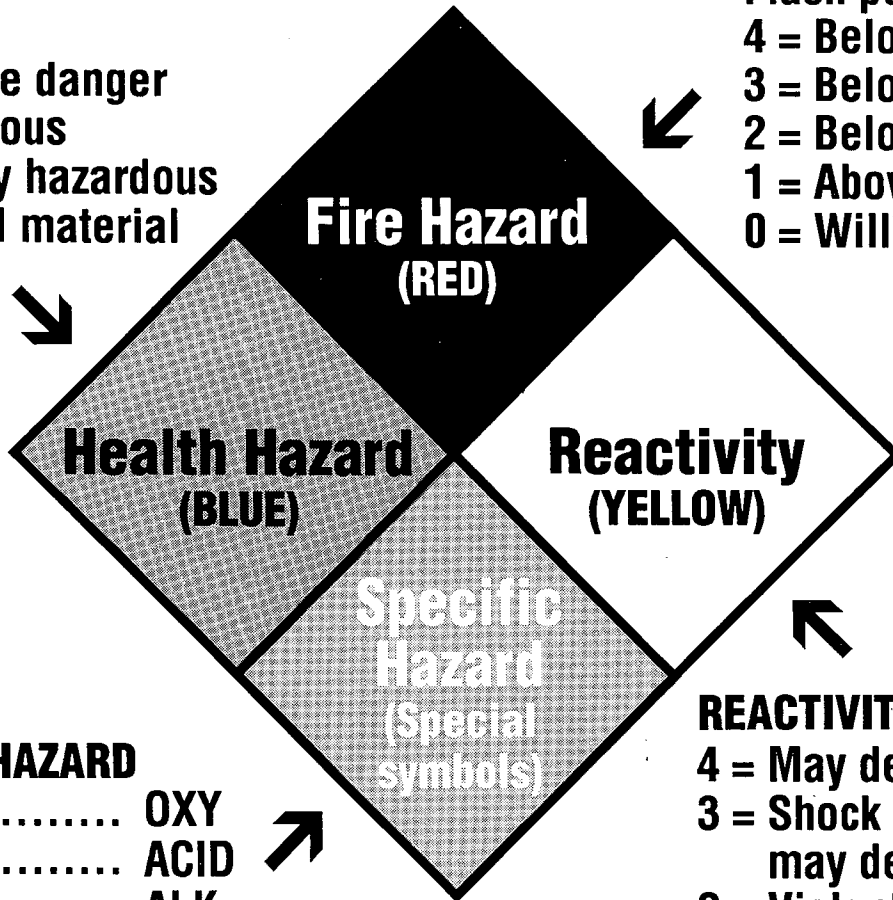 e danger
ous
y hazardous
l material
4 = Belo
3 = Belo
2 = Belo
1 = Abov
0 = Will
Fire Hazard
(RED)
Health Hazard
(BLUE)
Reactivity
(YELLOW)
Specific
Hazard
(Special
symbols)
HAZARD
......... OXY
......... ACID
REACTIVIT
4 = May de
3 = Shock
may de